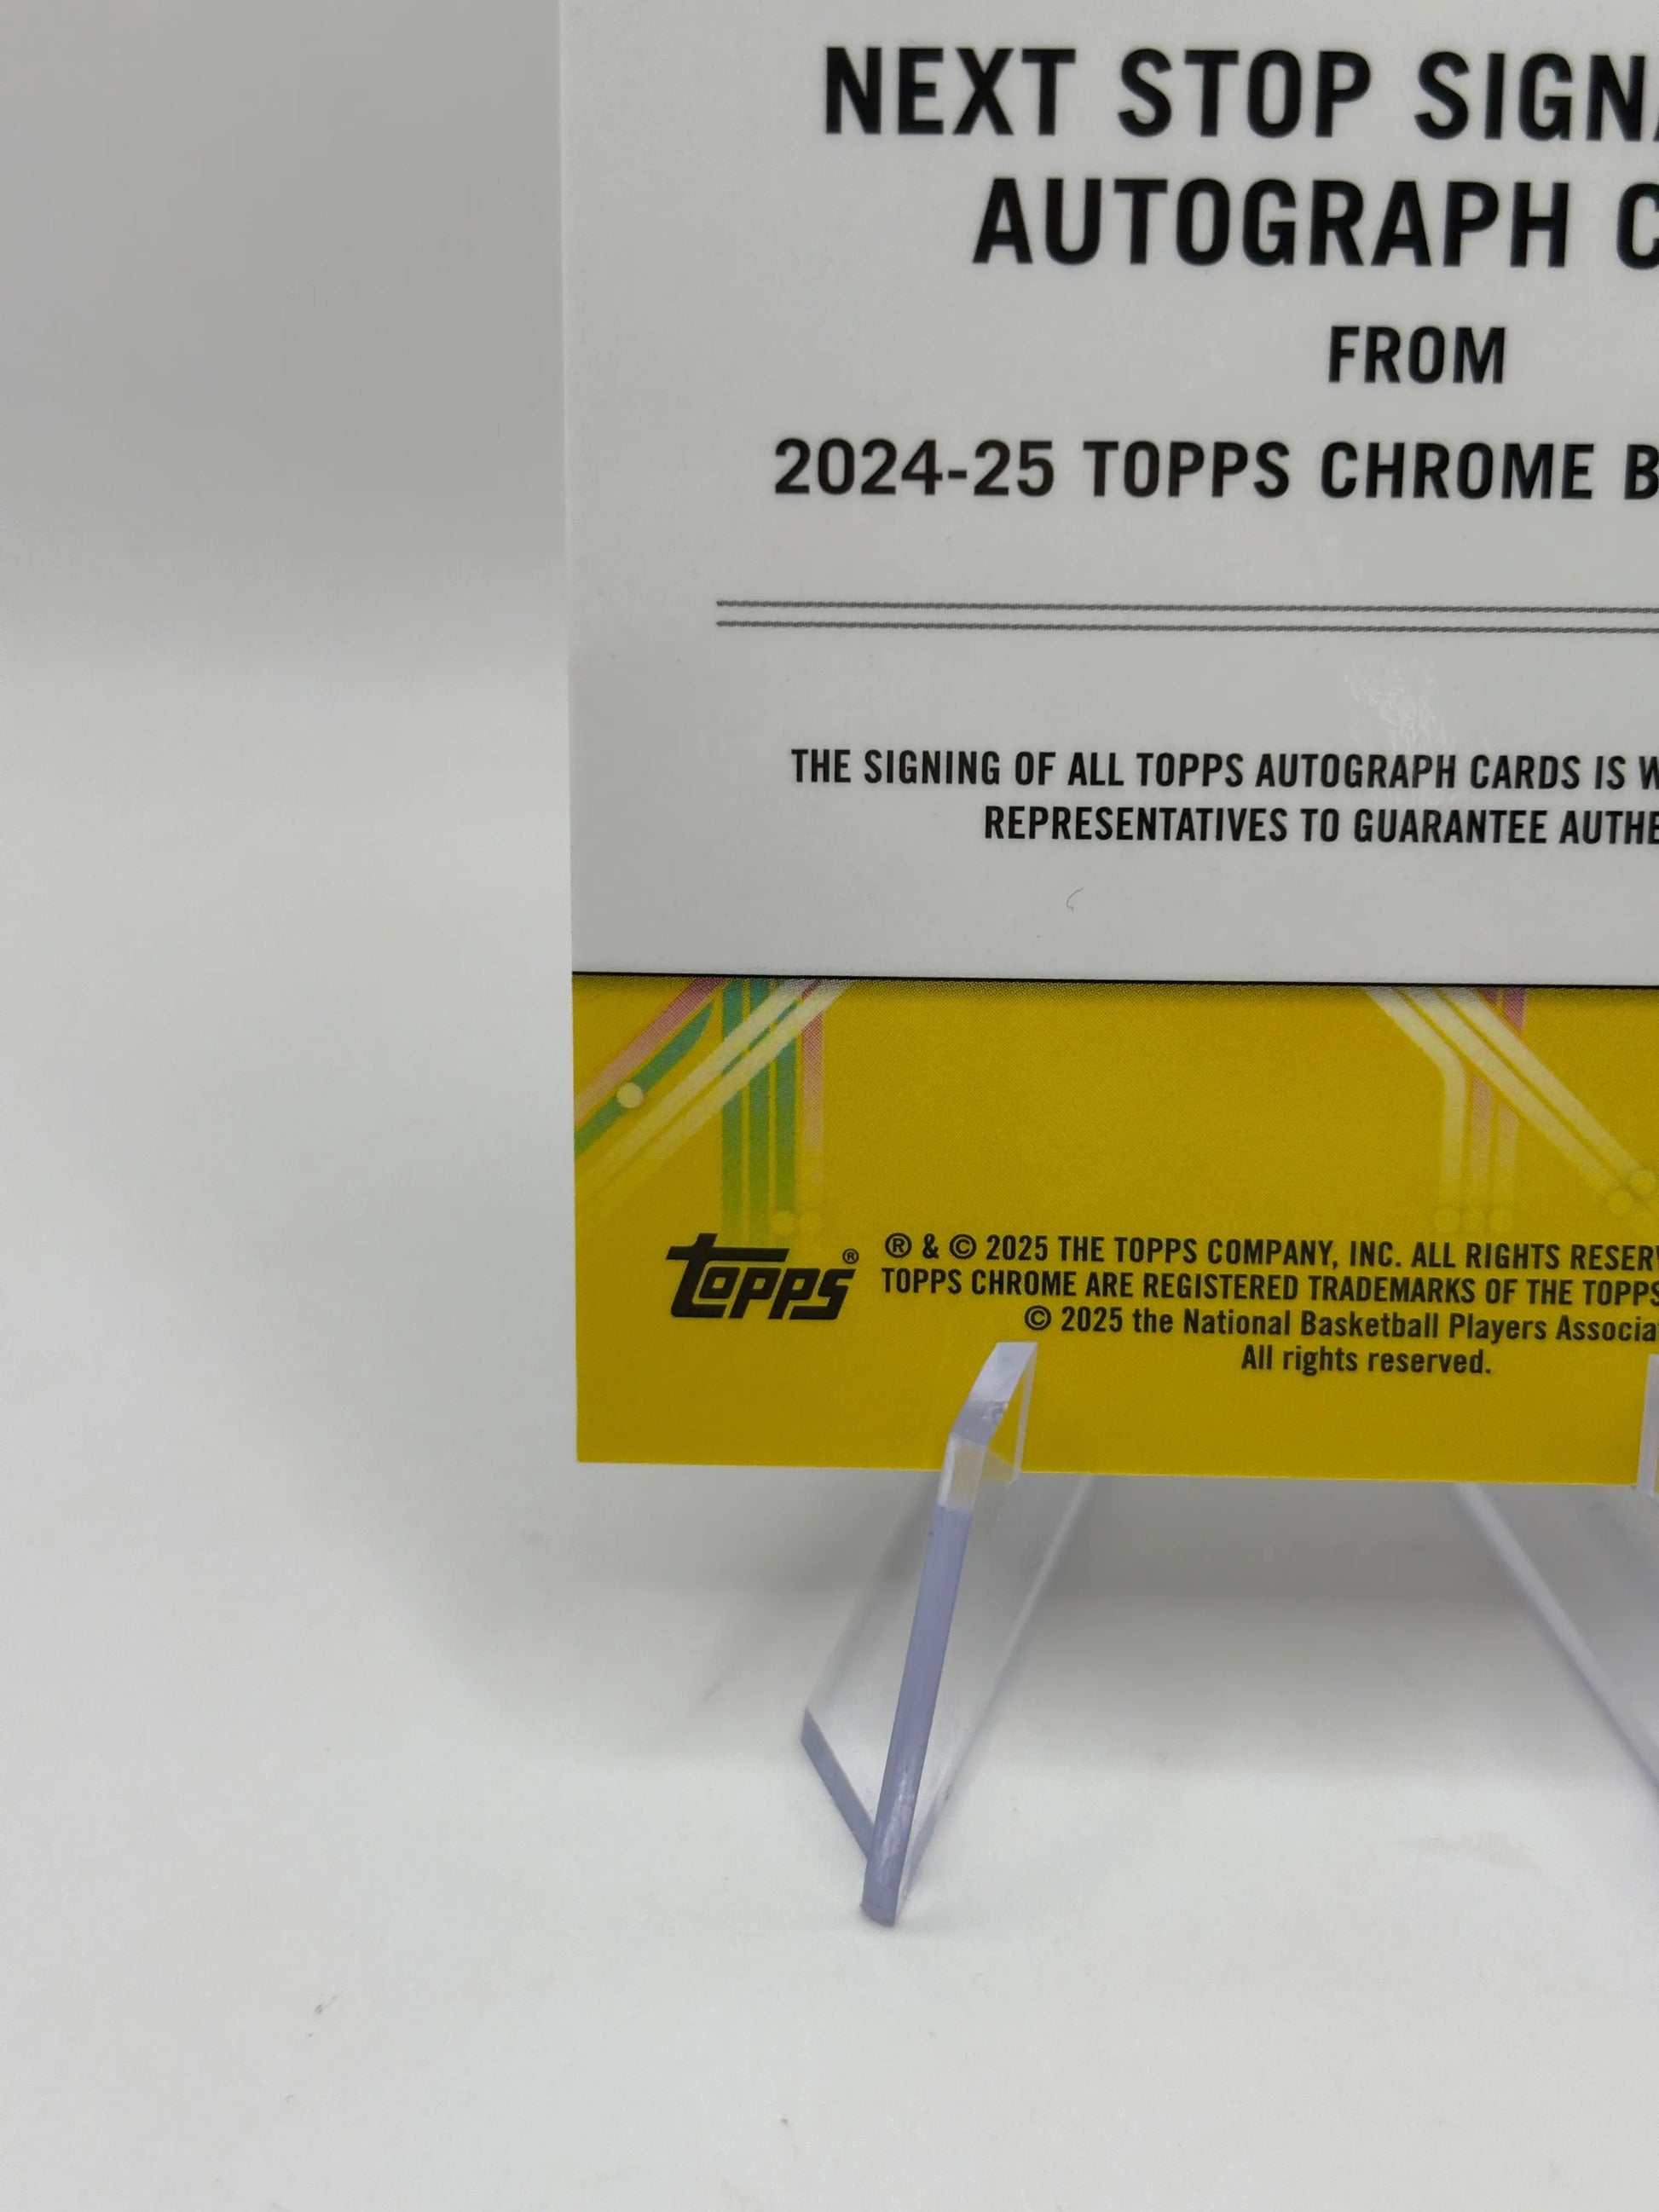 NEXT STOP SIGN
AUTOGRAPH C
FROM
2024-25 TOPPS CHROME B
THE SIGNING OF ALL TOPPS AUTOGRAPH CARDS IS W
REPRESENTATIVES TO GUARANTEE AUTHE
topps®
® & © 2025 THE TOPPS COMPANY, INC. ALL RIGHTS RESERV
TOPPS CHROME ARE REGISTERED TRADEMARKS OF THE TOPPS
© 2025 the National Basketball Players Associa
All rights reserved.